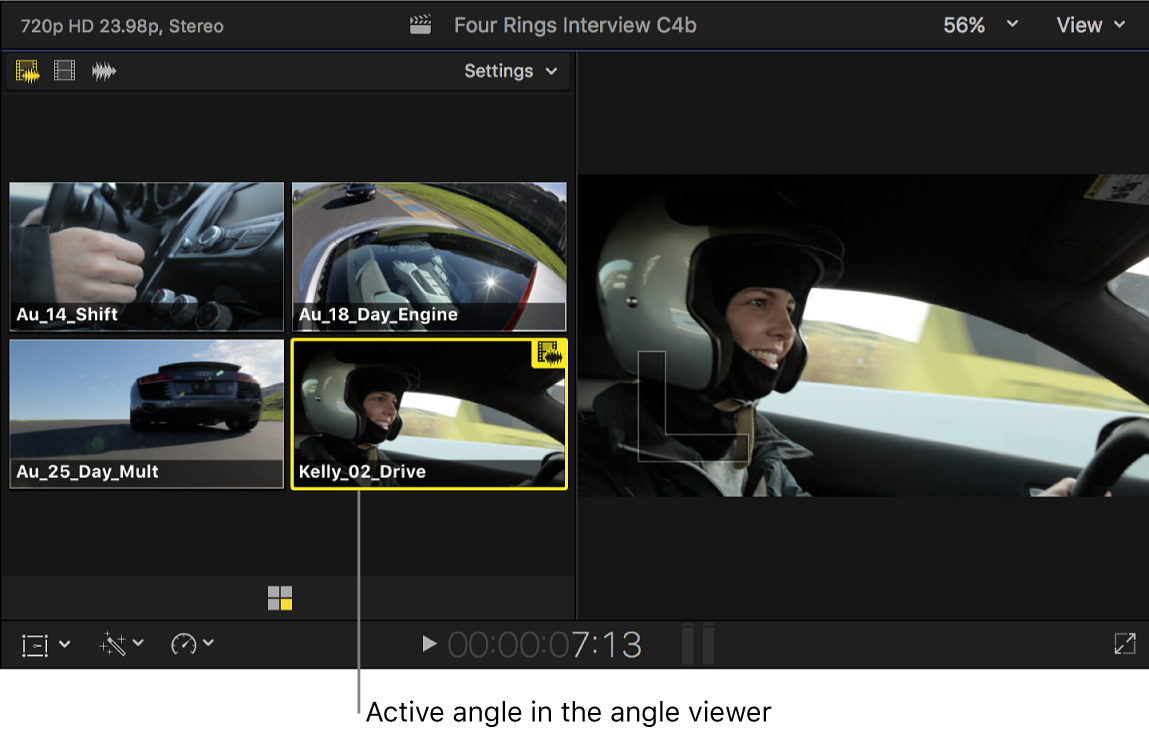 720p HD 23.98p, Stereo
Four Rings Interview C4b
56%
View
Settings
Au_14_Shift
Au_18_Day_Engine
Au_25_Day_Mult
Kelly_02_Drive
00:00:07:13
Active angle in the angle viewer